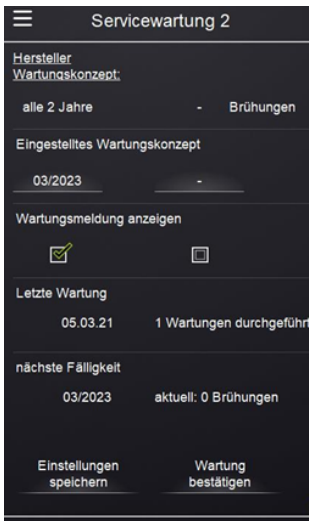 Servicewartung 2
Hersteller
Wartungskonzept:
alle 2 Jahre - Brühungen
Eingestelltes Wartungskonzept
03/2023 -
Wartungsmeldung anzeigen
Letzte Wartung
05.03.21 1 Wartungen durchgeführt
nächste Fälligkeit
03/2023 aktuell: 0 Brühungen
Einstellungen Wartung
speichern bestätigen